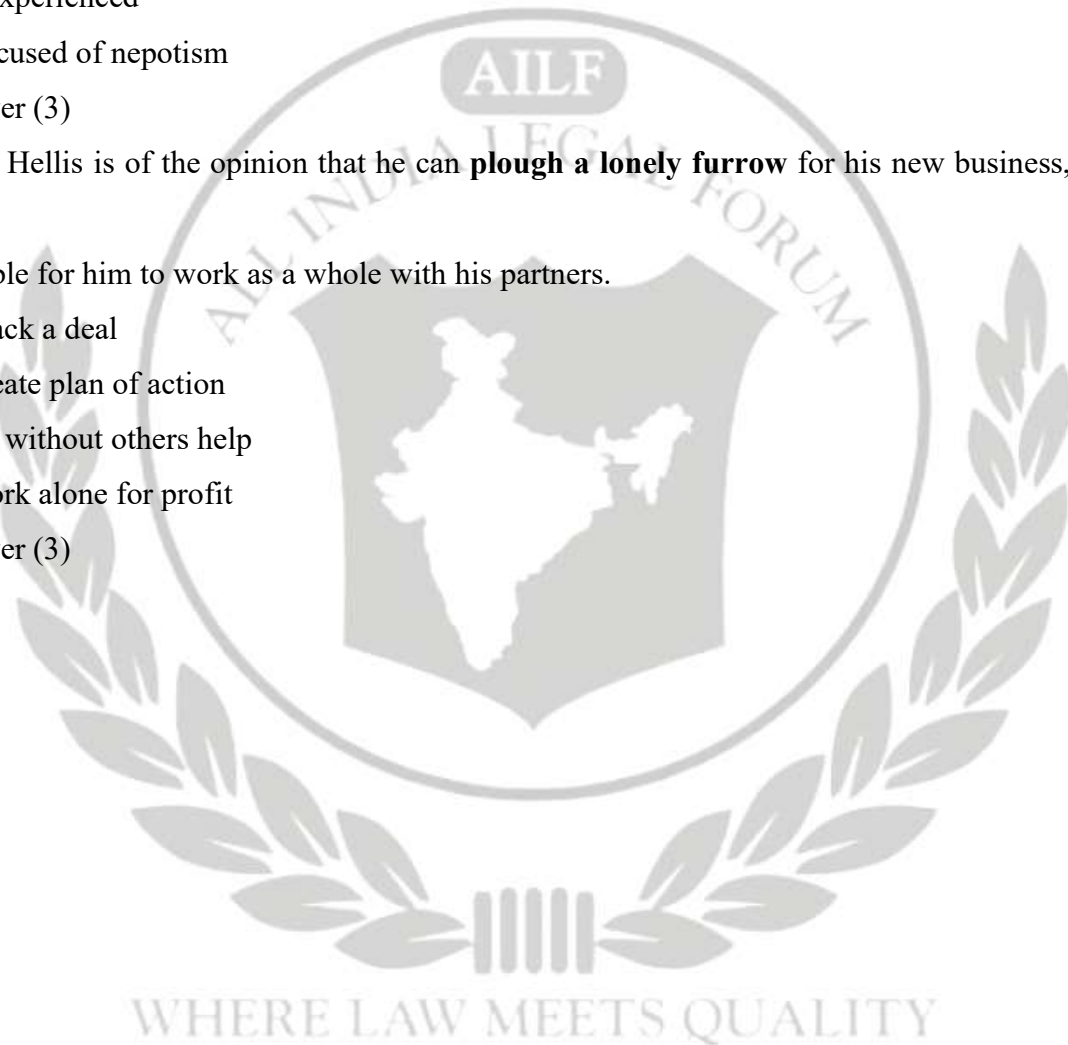 xperienced
cused of nepotism
er (3)
Hellis is of the opinion that he can plough a lonely furrow for his new business,
ble for him to work as a whole with his partners.
ack a deal
eate plan of action
without others help
ork alone for profit
er (3)
AILF
ALL INDIA LEGAL FORUM
WHERE LAW MEETS QUALITY